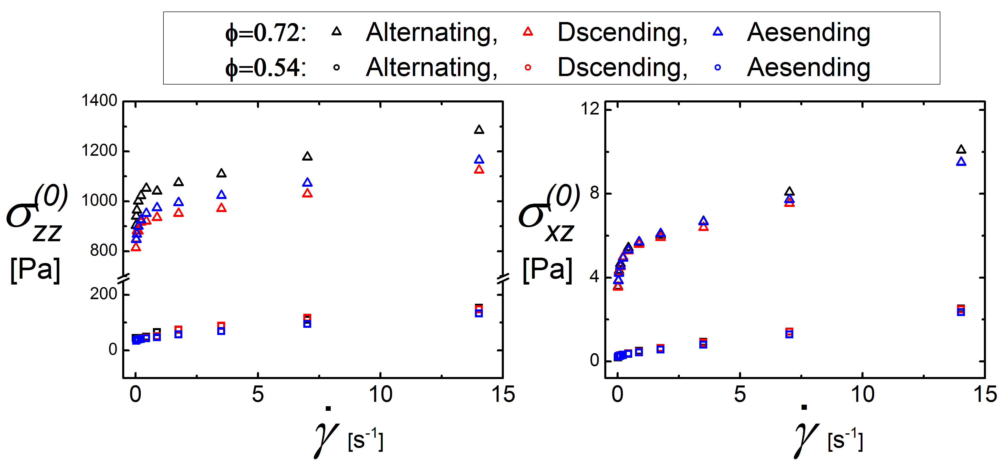 ϕ=0.72: Alternating, Dscending, Aesending
ϕ=0.54: Alternating, Dscending, Aesending
1400
1200
1000
800
200
0
σzz(0)
[Pa]
0 5 10 15
γ̇ [s-1]
12
8
4
0
σxz(0)
[Pa]
0 5 10 15
γ̇ [s-1]